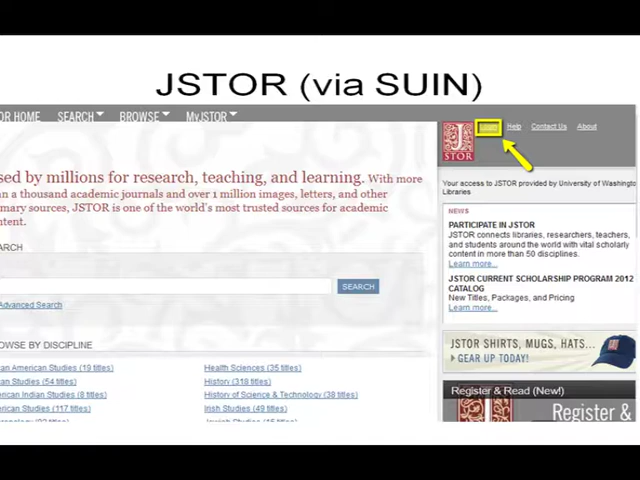 JSTOR (via SUIN)
OR HOME SEARCH BROWSE MyJSTOR
Login Help Contact Us About
J
STOR
sed by millions for research, teaching, and learning. With more
an a thousand academic journals and over 1 million images, letters, and other
mary sources, JSTOR is one of the world's most trusted sources for academic
ntent.
ARCH
SEARCH
Advanced Search
OWSE BY DISCIPLINE
can American Studies (19 titles)
an Studies (54 titles)
erican Indian Studies (8 titles)
an Studies (117 titles)
Health Sciences (35 titles)
History (318 titles)
History of Science & Technology (38 titles)
Irish Studies (49 titles)
Your access to JSTOR provided by University of Washingto
Libraries
NEWS
PARTICIPATE IN JSTOR
JSTOR connects libraries, researchers, teachers,
and students around the world with vital scholarly
content in more than 50 disciplines.
Learn more...
JSTOR CURRENT SCHOLARSHIP PROGRAM 2012
CATALOG
New Titles, Packages, and Pricing
Learn more...
JSTOR SHIRTS, MUGS, HATS...
GEAR UP TODAY!
Register & Read (New!)
Register &